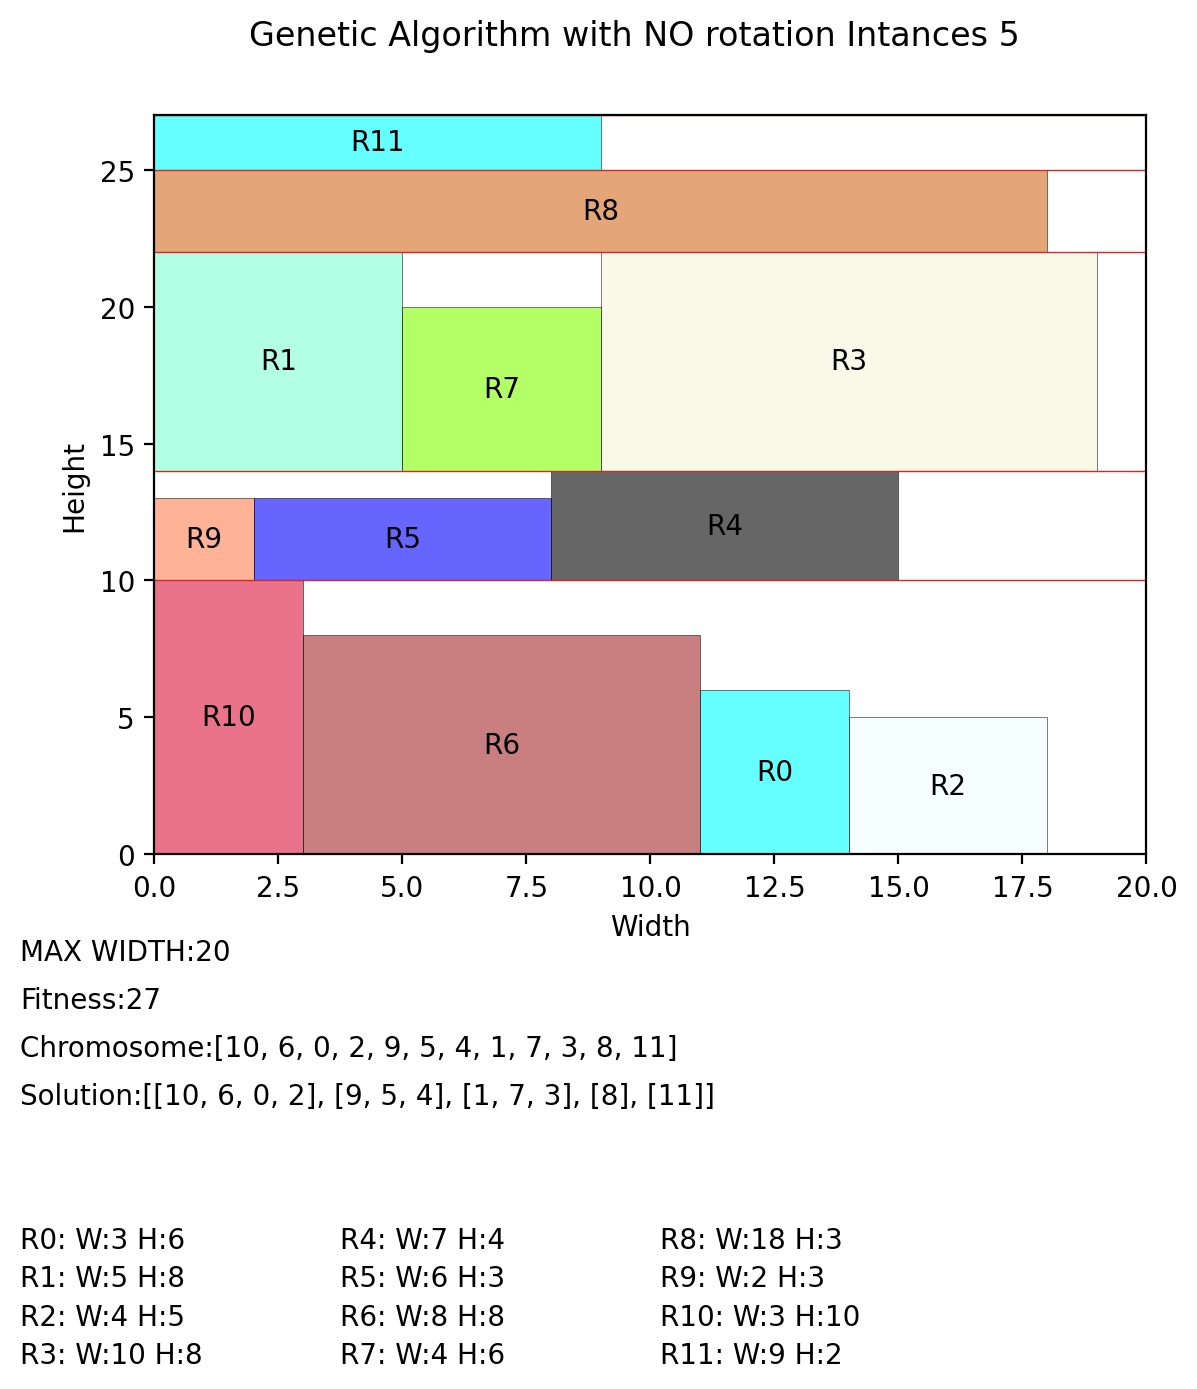 Genetic Algorithm with NO rotation Intances 5
R11
25
R8
20
R1
R3
R7
15
Height
R4
R9
R5
10
R10
5
R6
R0
R2
0
0.0 2.5 5.0 7.5 10.0 12.5 15.0 17.5 20.0
Width
MAX WIDTH:20
Fitness:27
Chromosome:[10, 6, 0, 2, 9, 5, 4, 1, 7, 3, 8, 11]
Solution:[[10, 6, 0, 2], [9, 5, 4], [1, 7, 3], [8], [11]]
R0: W:3 H:6 R4: W:7 H:4 R8: W:18 H:3
R1: W:5 H:8 R5: W:6 H:3 R9: W:2 H:3
R2: W:4 H:5 R6: W:8 H:8 R10: W:3 H:10
R3: W:10 H:8 R7: W:4 H:6 R11: W:9 H:2